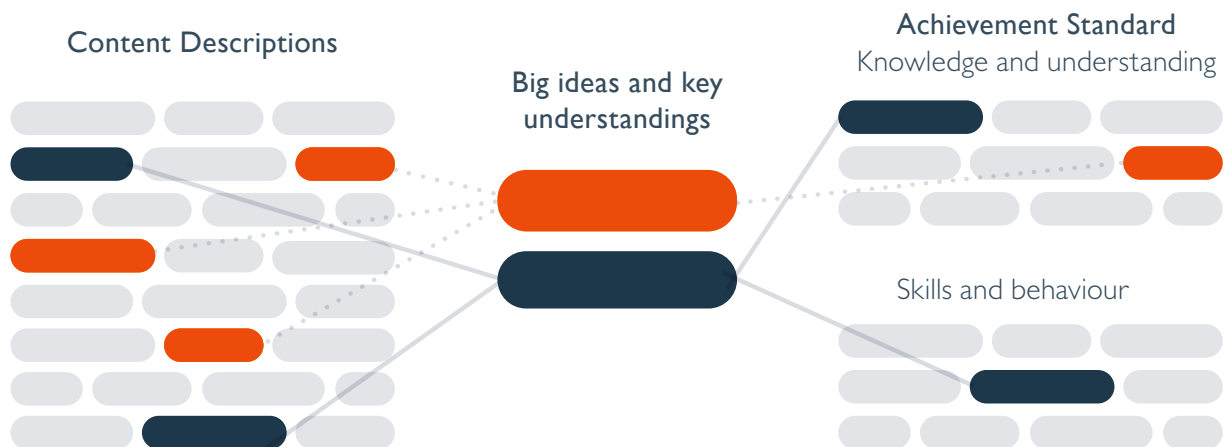 Content Descriptions
Big ideas and key
understandings
Achievement Standard
Knowledge and understanding
Skills and behaviour